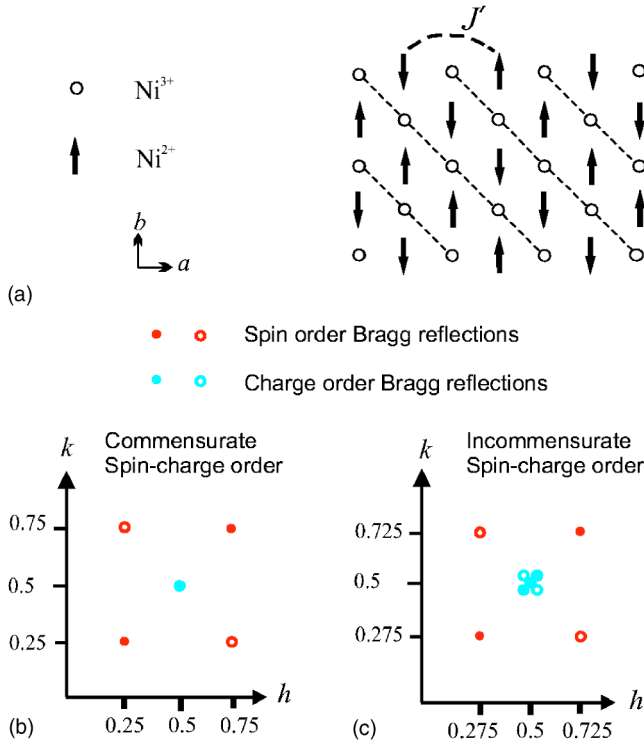 J′
Ni3+
Ni2+
b
a
(a)
Spin order Bragg reflections
Charge order Bragg reflections
k
Commensurate
Spin-charge order
0.75
0.5
0.25
0.25 0.5 0.75
h
(b)
k
Incommensurate
Spin-charge order
0.725
0.5
0.275
0.275 0.5 0.725
h
(c)